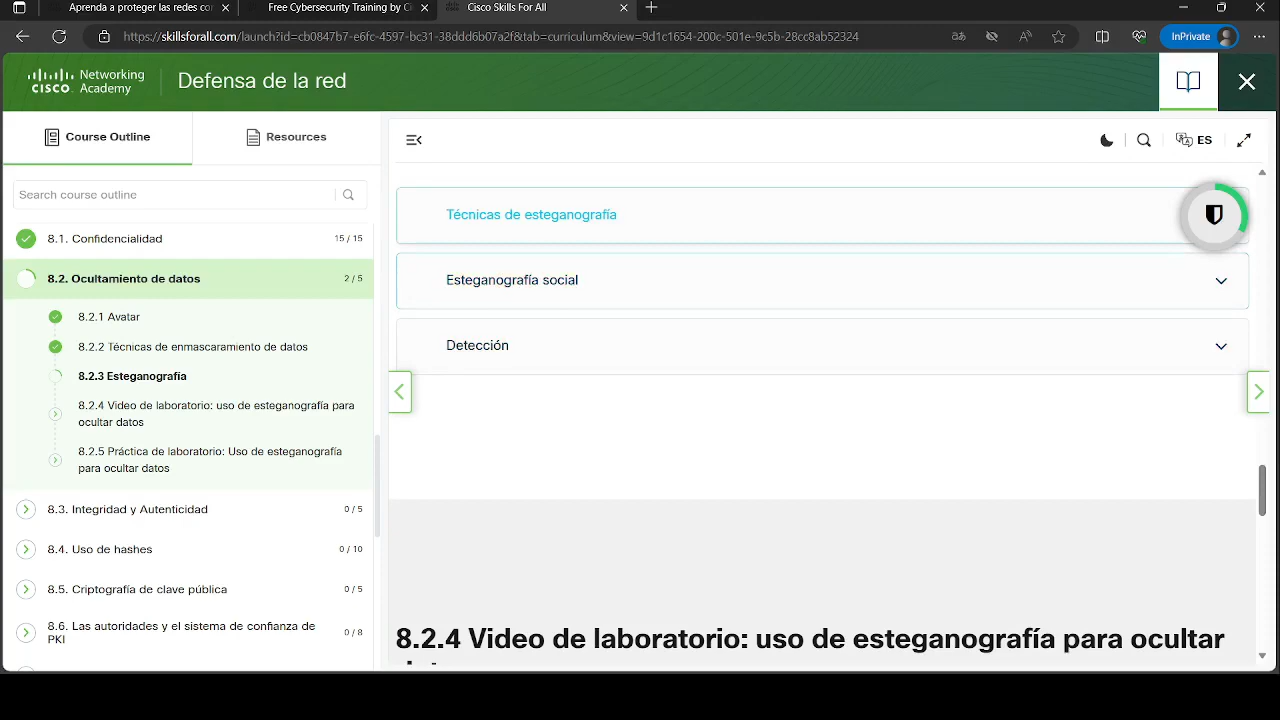 Aprenda a proteger las redes cor
Free Cybersecurity Training by Ci
Cisco Skills For All
https://skillsforall.com/launch?id=cb0847b7-e6fc-4597-bc31-38ddd6b07a2f&tab=curriculum&view=9d1c1654-200c-501e-9c5b-28cc8ab52324
InPrivate
CISCO Networking Academy
Defensa de la red
Course Outline
Resources
ES
Search course outline
8.1. Confidencialidad 15 / 15
8.2. Ocultamiento de datos 2 / 5
8.2.1 Avatar
8.2.2 Técnicas de enmascaramiento de datos
8.2.3 Esteganografía
8.2.4 Video de laboratorio: uso de esteganografía para
ocultar datos
8.2.5 Práctica de laboratorio: Uso de esteganografía
para ocultar datos
8.3. Integridad y Autenticidad 0 / 5
8.4. Uso de hashes 0 / 10
8.5. Criptografía de clave pública 0 / 5
8.6. Las autoridades y el sistema de confianza de
PKI 0 / 8
Técnicas de esteganografía
Esteganografía social
Detección
8.2.4 Video de laboratorio: uso de esteganografía para ocultar